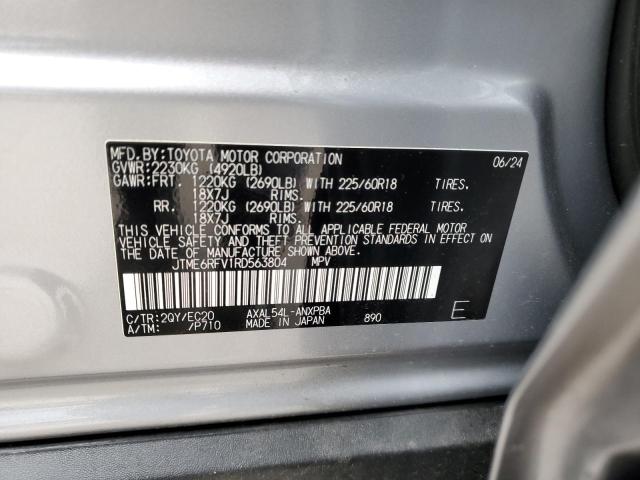 MFD.BY:TOYOTA MOTOR CORPORATION 06/24
GVWR:2230KG (4920LB)
GAWR:FRT. 1220KG (2690LB) WITH 225/60R18 TIRES.
18X7J RIMS.
RR. 1220KG (2690LB) WITH 225/60R18 TIRES.
18X7J RIMS.
THIS VEHICLE CONFORMS TO ALL APPLICABLE FEDERAL MOTOR
VEHICLE SAFETY AND THEFT PREVENTION STANDARDS IN EFFECT ON
THE DATE OF MANUFACTURE SHOWN ABOVE.
JTME6RFV1RD563804 MPV
C/TR:2QY/EC20 AXAL54L-ANXPBA
A/TM: /P710 MADE IN JAPAN 890 E